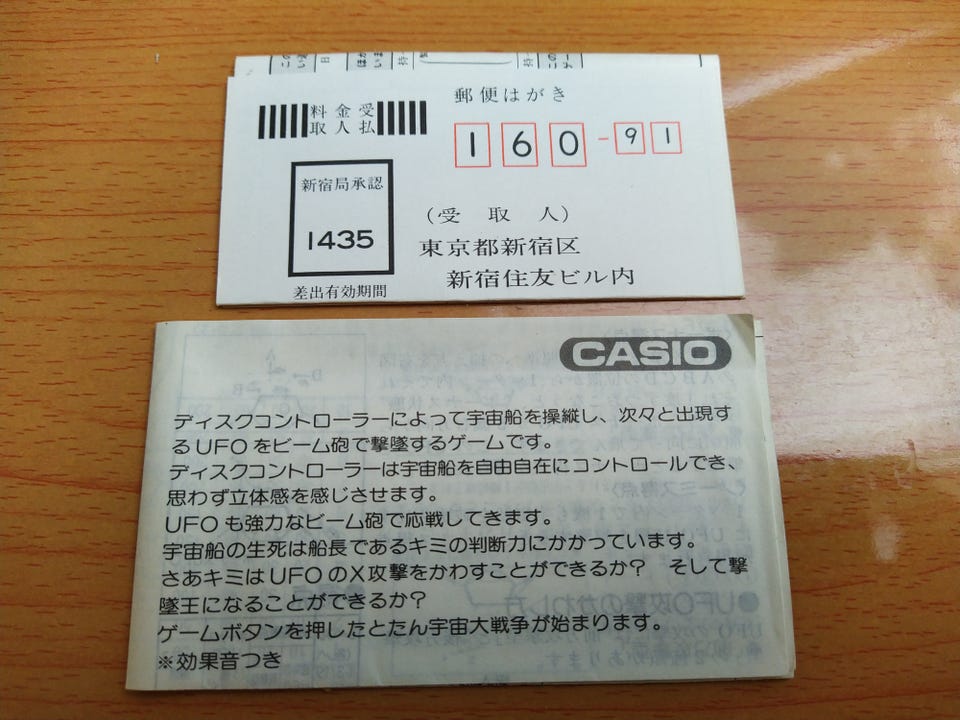 郵便はがき
料金受
取人払
160-91
新宿局承認
1435
差出有効期間
(受取人)
東京都新宿区
新宿住友ビル内
CASIO
ディスクコントローラーによって宇宙船を操縦し、次々と出現す
るUFOをビーム砲で撃墜するゲームです。
ディスクコントローラーは宇宙船を自由自在にコントロールでき、
思わず立体感を感じさせます。
UFOも強力なビーム砲で応戦してきます。
宇宙船の生死は船長であるキミの判断力にかかっています。
さあキミはUFOのX攻撃をかわすことができるか? そして撃
墜王になることができるか?
ゲームボタンを押したとたん宇宙大戦争が始まります。
※効果音つき